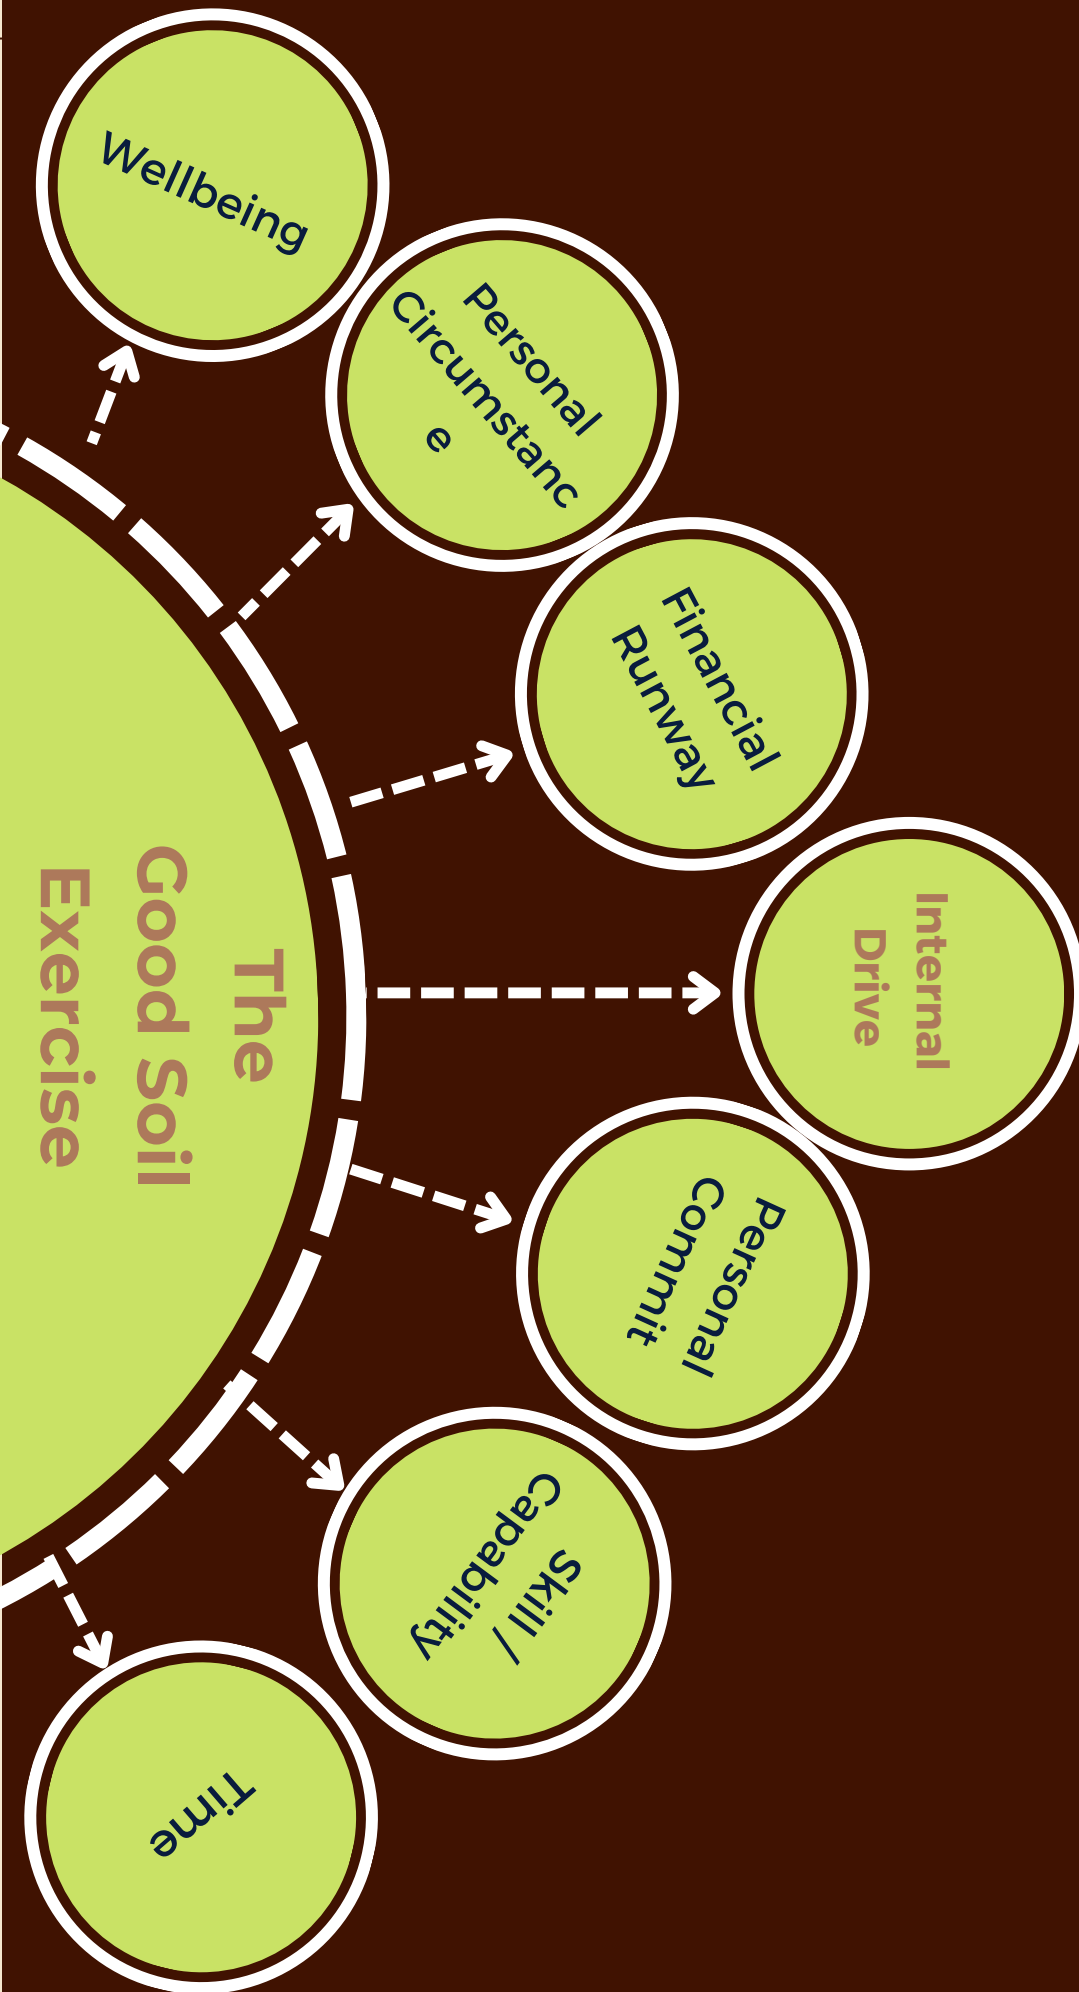 Wellbeing
Personal
Circumstanc
e
Financial
Runway
Internal
Drive
Personal
Commit
Skill /
Capability
Time
The
Good Soil
Exercise